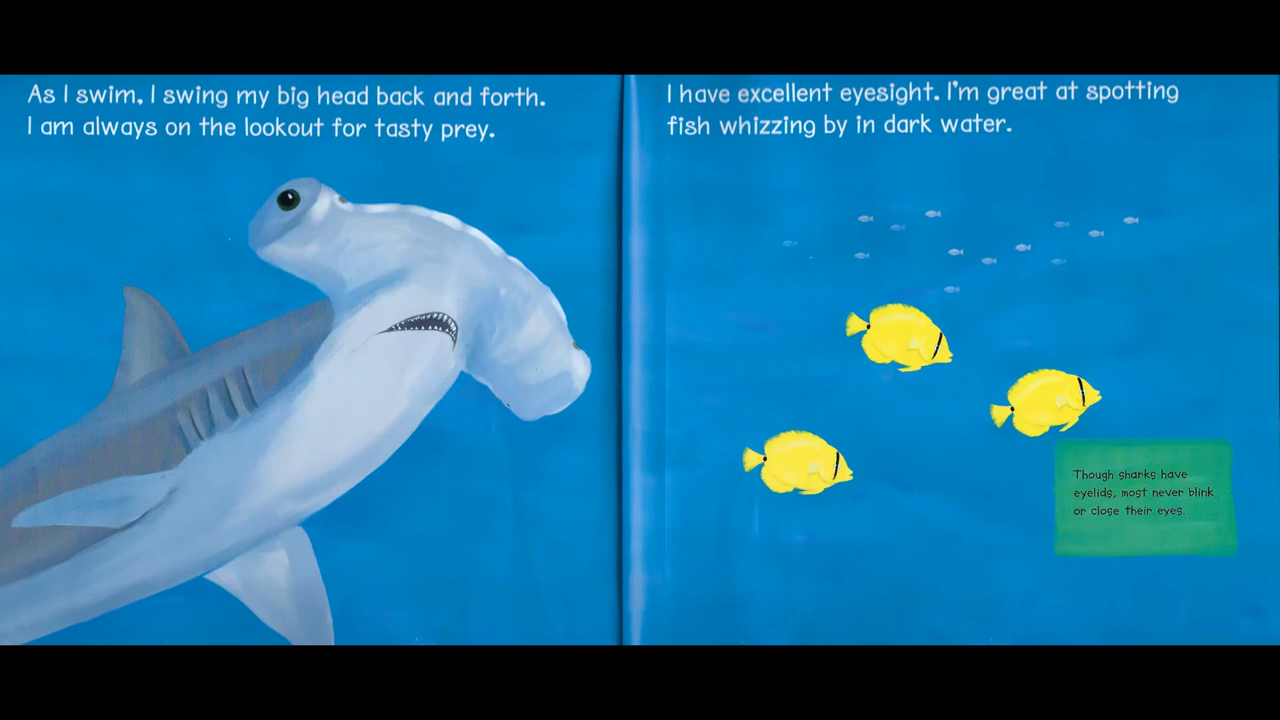 As I swim, I swing my big head back and forth.
I am always on the lookout for tasty prey.
I have excellent eyesight. I'm great at spotting
fish whizzing by in dark water.
Though sharks have
eyelids, most never blink
or close their eyes.